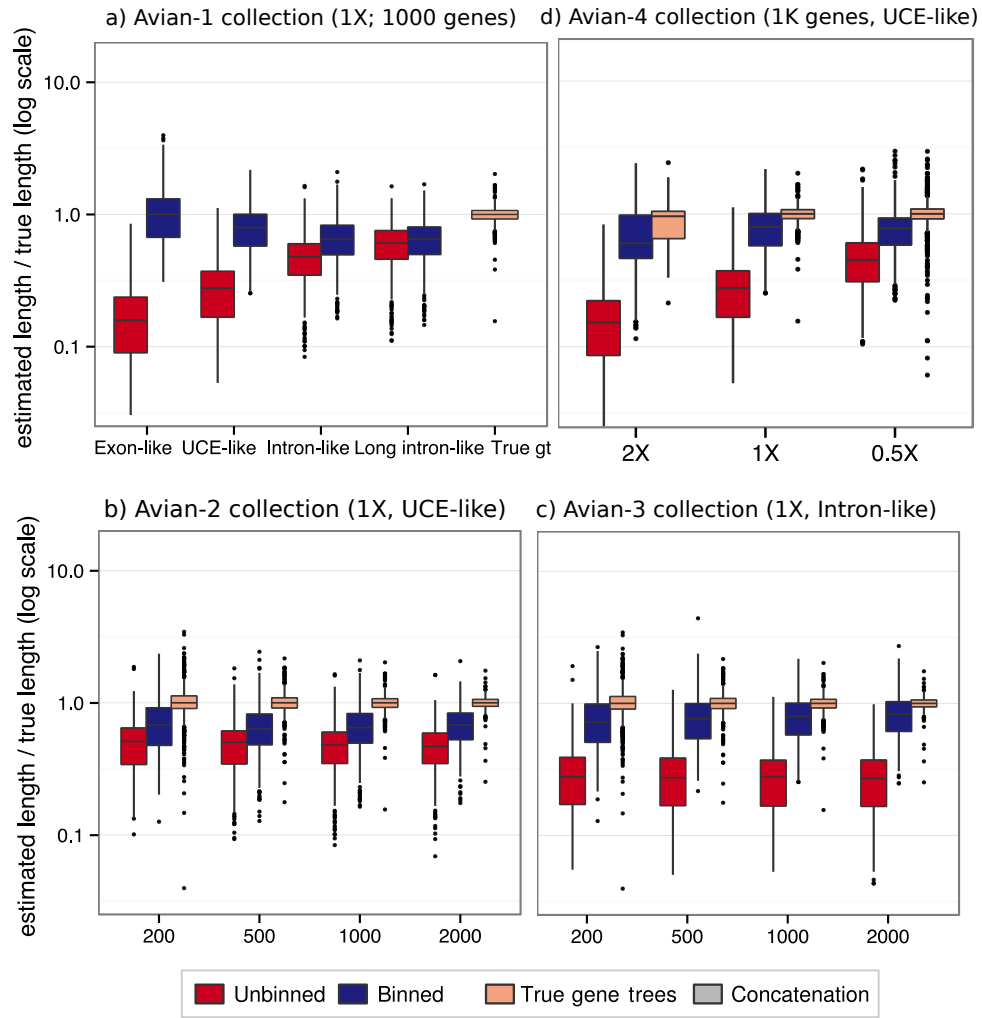 a) Avian-1 collection (1X; 1000 genes)
d) Avian-4 collection (1K genes, UCE-like)
estimated length / true length (log scale)
10.0
1.0
0.1
Exon-like UCE-like Intron-like Long intron-like True gt
2X 1X 0.5X
b) Avian-2 collection (1X, UCE-like)
c) Avian-3 collection (1X, Intron-like)
estimated length / true length (log scale)
10.0
1.0
0.1
200 500 1000 2000
200 500 1000 2000
Unbinned Binned True gene trees Concatenation